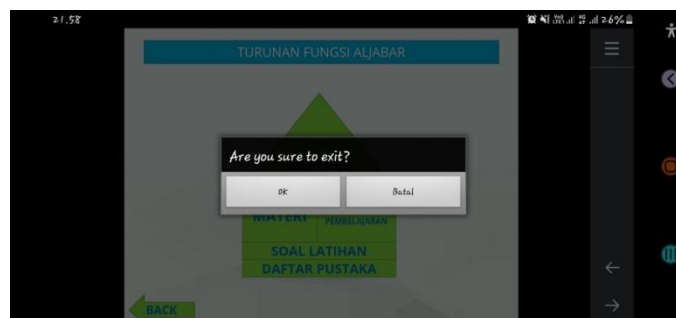 21.58
26%
TURUNAN FUNGSI ALJABAR
Are you sure to exit?
OK
Batal
MATERI
PEMBELAJARAN
SOAL LATIHAN
DAFTAR PUSTAKA
BACK